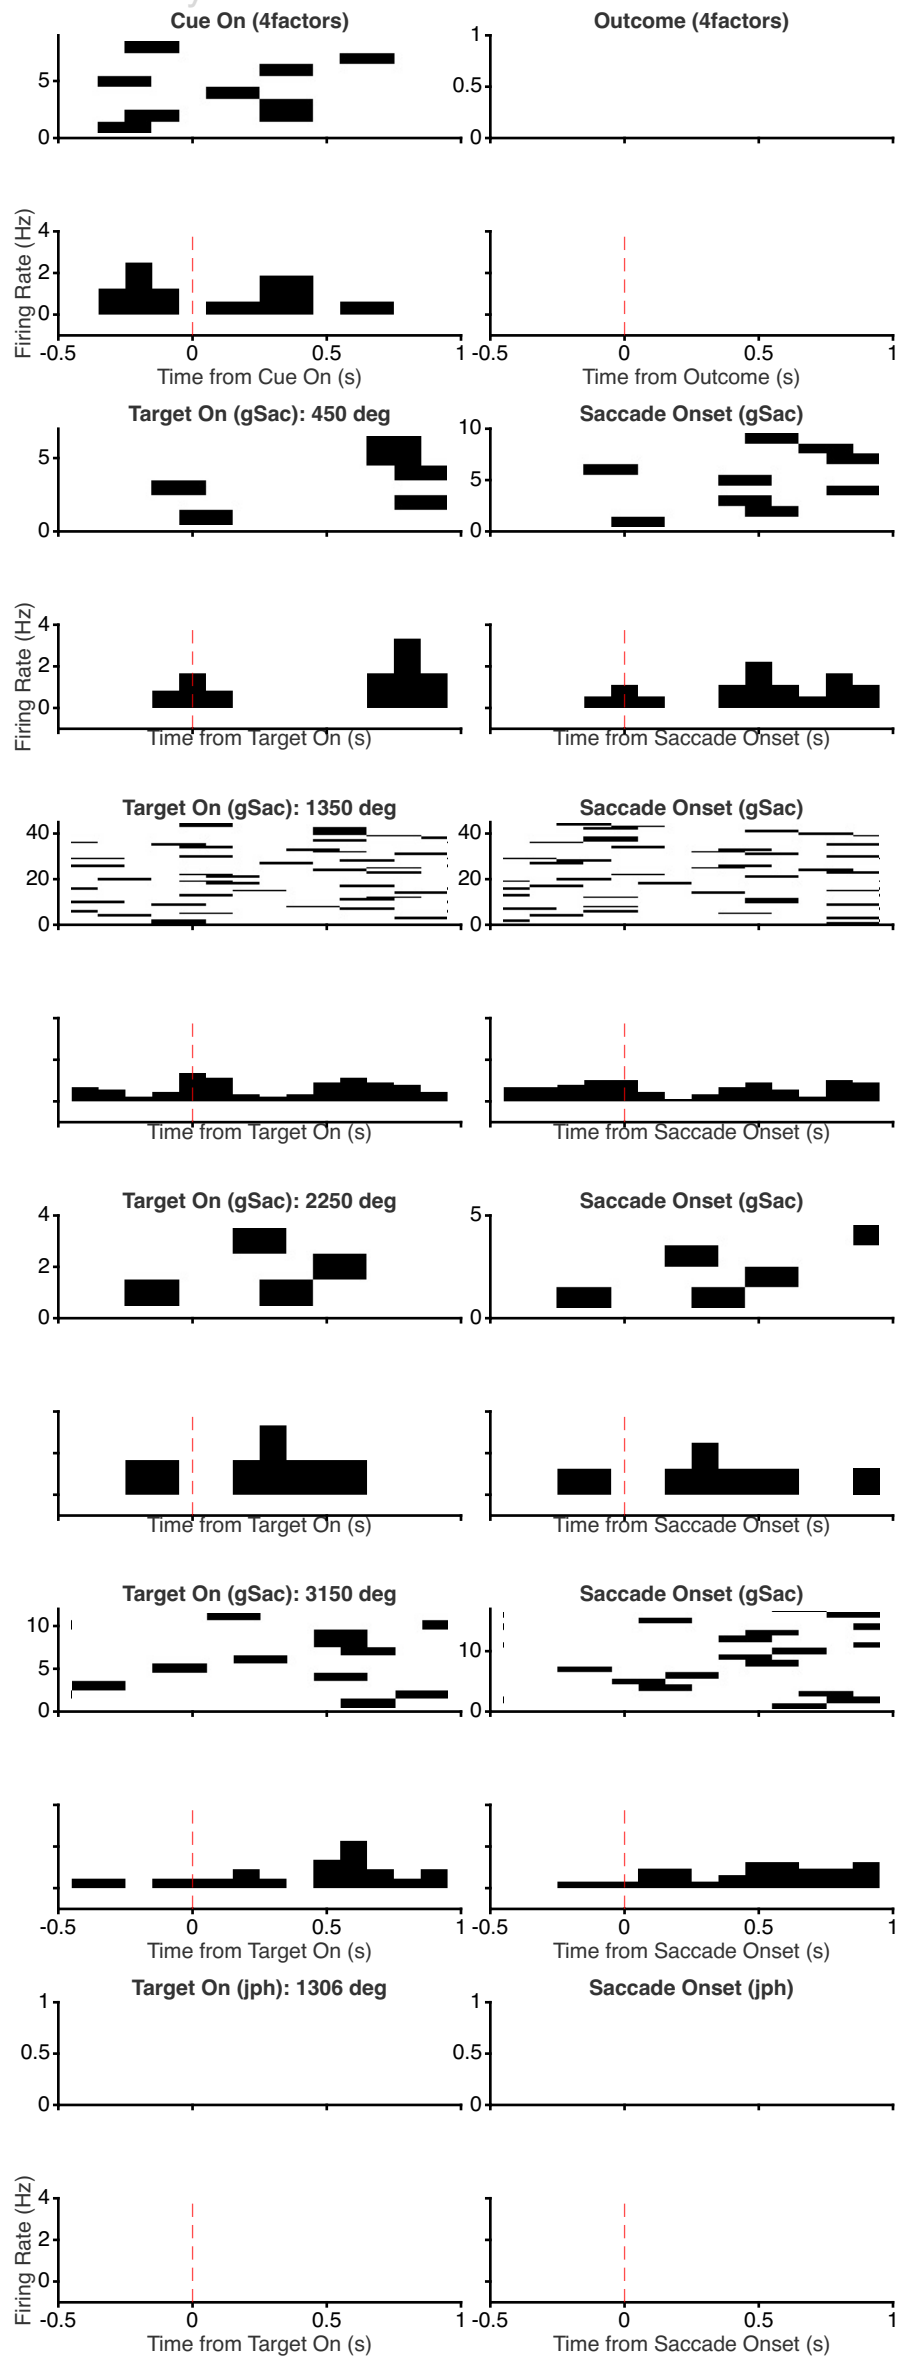 Cue On (4factors) Outcome (4factors)
5
0
1
0.5
0
Firing Rate (Hz)
4
2
0
-0.5 0 0.5 1 -0.5 0 0.5 1
Time from Cue On (s) Time from Outcome (s)
Target On (gSac): 450 deg Saccade Onset (gSac)
5
0
10
5
0
Firing Rate (Hz)
4
2
0
Time from Target On (s) Time from Saccade Onset (s)
Target On (gSac): 1350 deg Saccade Onset (gSac)
40
20
0
40
20
0
Time from Target On (s) Time from Saccade Onset (s)
Target On (gSac): 2250 deg Saccade Onset (gSac)
4
2
0
5
0
Time from Target On (s) Time from Saccade Onset (s)
Target On (gSac): 3150 deg Saccade Onset (gSac)
10
5
0
10
0
-0.5 0 0.5 1 -0.5 0 0.5 1
Time from Target On (s) Time from Saccade Onset (s)
Target On (jph): 1306 deg Saccade Onset (jph)
1
0.5
0
1
0.5
0
Firing Rate (Hz)
4
2
0
-0.5 0 0.5 1 -0.5 0 0.5 1
Time from Target On (s) Time from Saccade Onset (s)